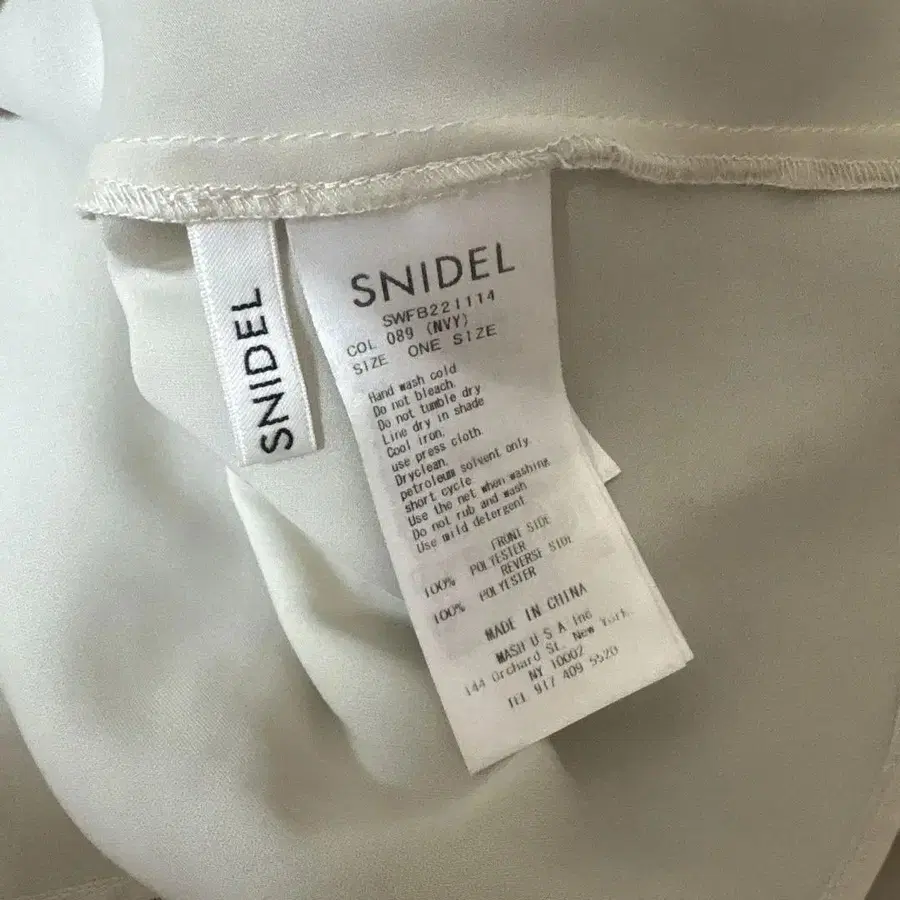 SNIDEL
SNIDEL
SWFB221114
COL 089 (NVY)
SIZE ONE SIZE
Hand wash cold
Do not bleach.
Do not tumble dry
Line dry in shade
Cool iron.
use press cloth.
Dryclean.
petroleum solvent only.
short cycle
Use the net when washing
Do not rub and wash
Use mild detergent
FRONT SIDE
100% POLYESTER
REVERSE SIDE
100% POLYESTER
MADE IN CHINA
MASH U S A Inc
144 Orchard St. New York.
NY 10002
TEL 917 409 5520